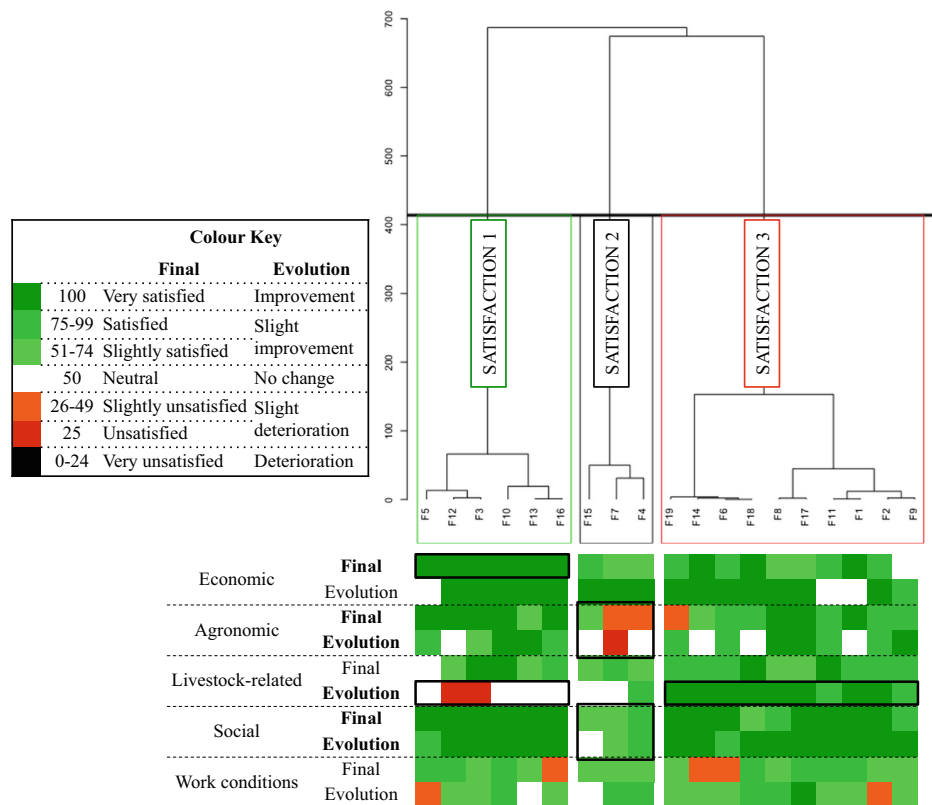 700
600
500
400
300
200
100
0
SATISFACTION 1
SATISFACTION 2
SATISFACTION 3
F5 F12 F3 F10 F13 F16 F15 F7 F4 F19 F14 F6 F18 F8 F17 F11 F1 F2 F9
Colour Key
Final Evolution
100 Very satisfied Improvement
75-99 Satisfied Slight
51-74 Slightly satisfied improvement
50 Neutral No change
26-49 Slightly unsatisfied Slight
25 Unsatisfied deterioration
0-24 Very unsatisfied Deterioration
Economic
Final
Evolution
Agronomic
Final
Evolution
Livestock-related
Final
Evolution
Social
Final
Evolution
Work conditions
Final
Evolution